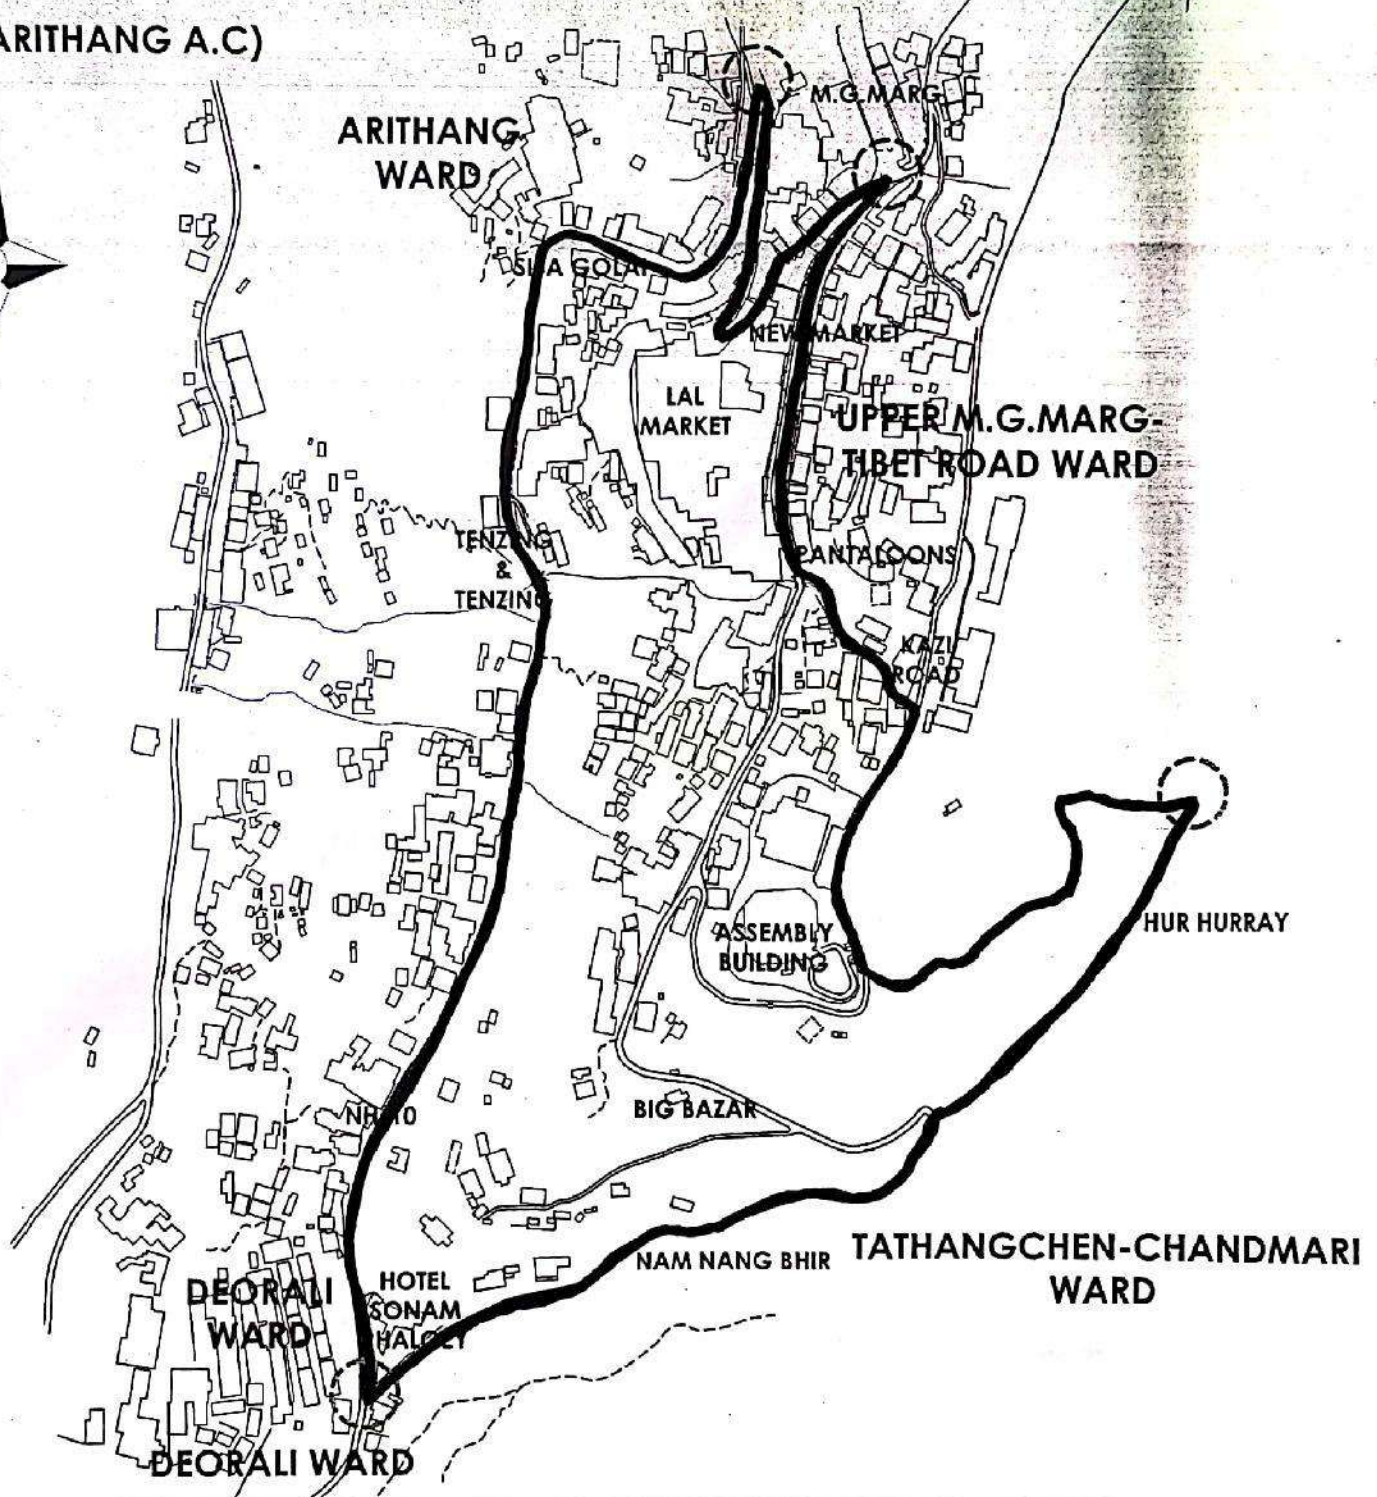 ARITHANG A.C)
M.G.MARG
ARITHANG
WARD
GOLAI
NEW MARKET
LAL
MARKET
UPPER M.G.MARG-
TIBET ROAD WARD
TENZING
&
TENZING
PANTALOONS
KAZI
ROAD
HUR HURRAY
ASSEMBLY
BUILDING
NH-10
BIG BAZAR
NAM NANG BHIR
TATHANGCHEN-CHANDMARI
WARD
DEORALI
WARD
HOTEL
SONAM
DEORALI WARD